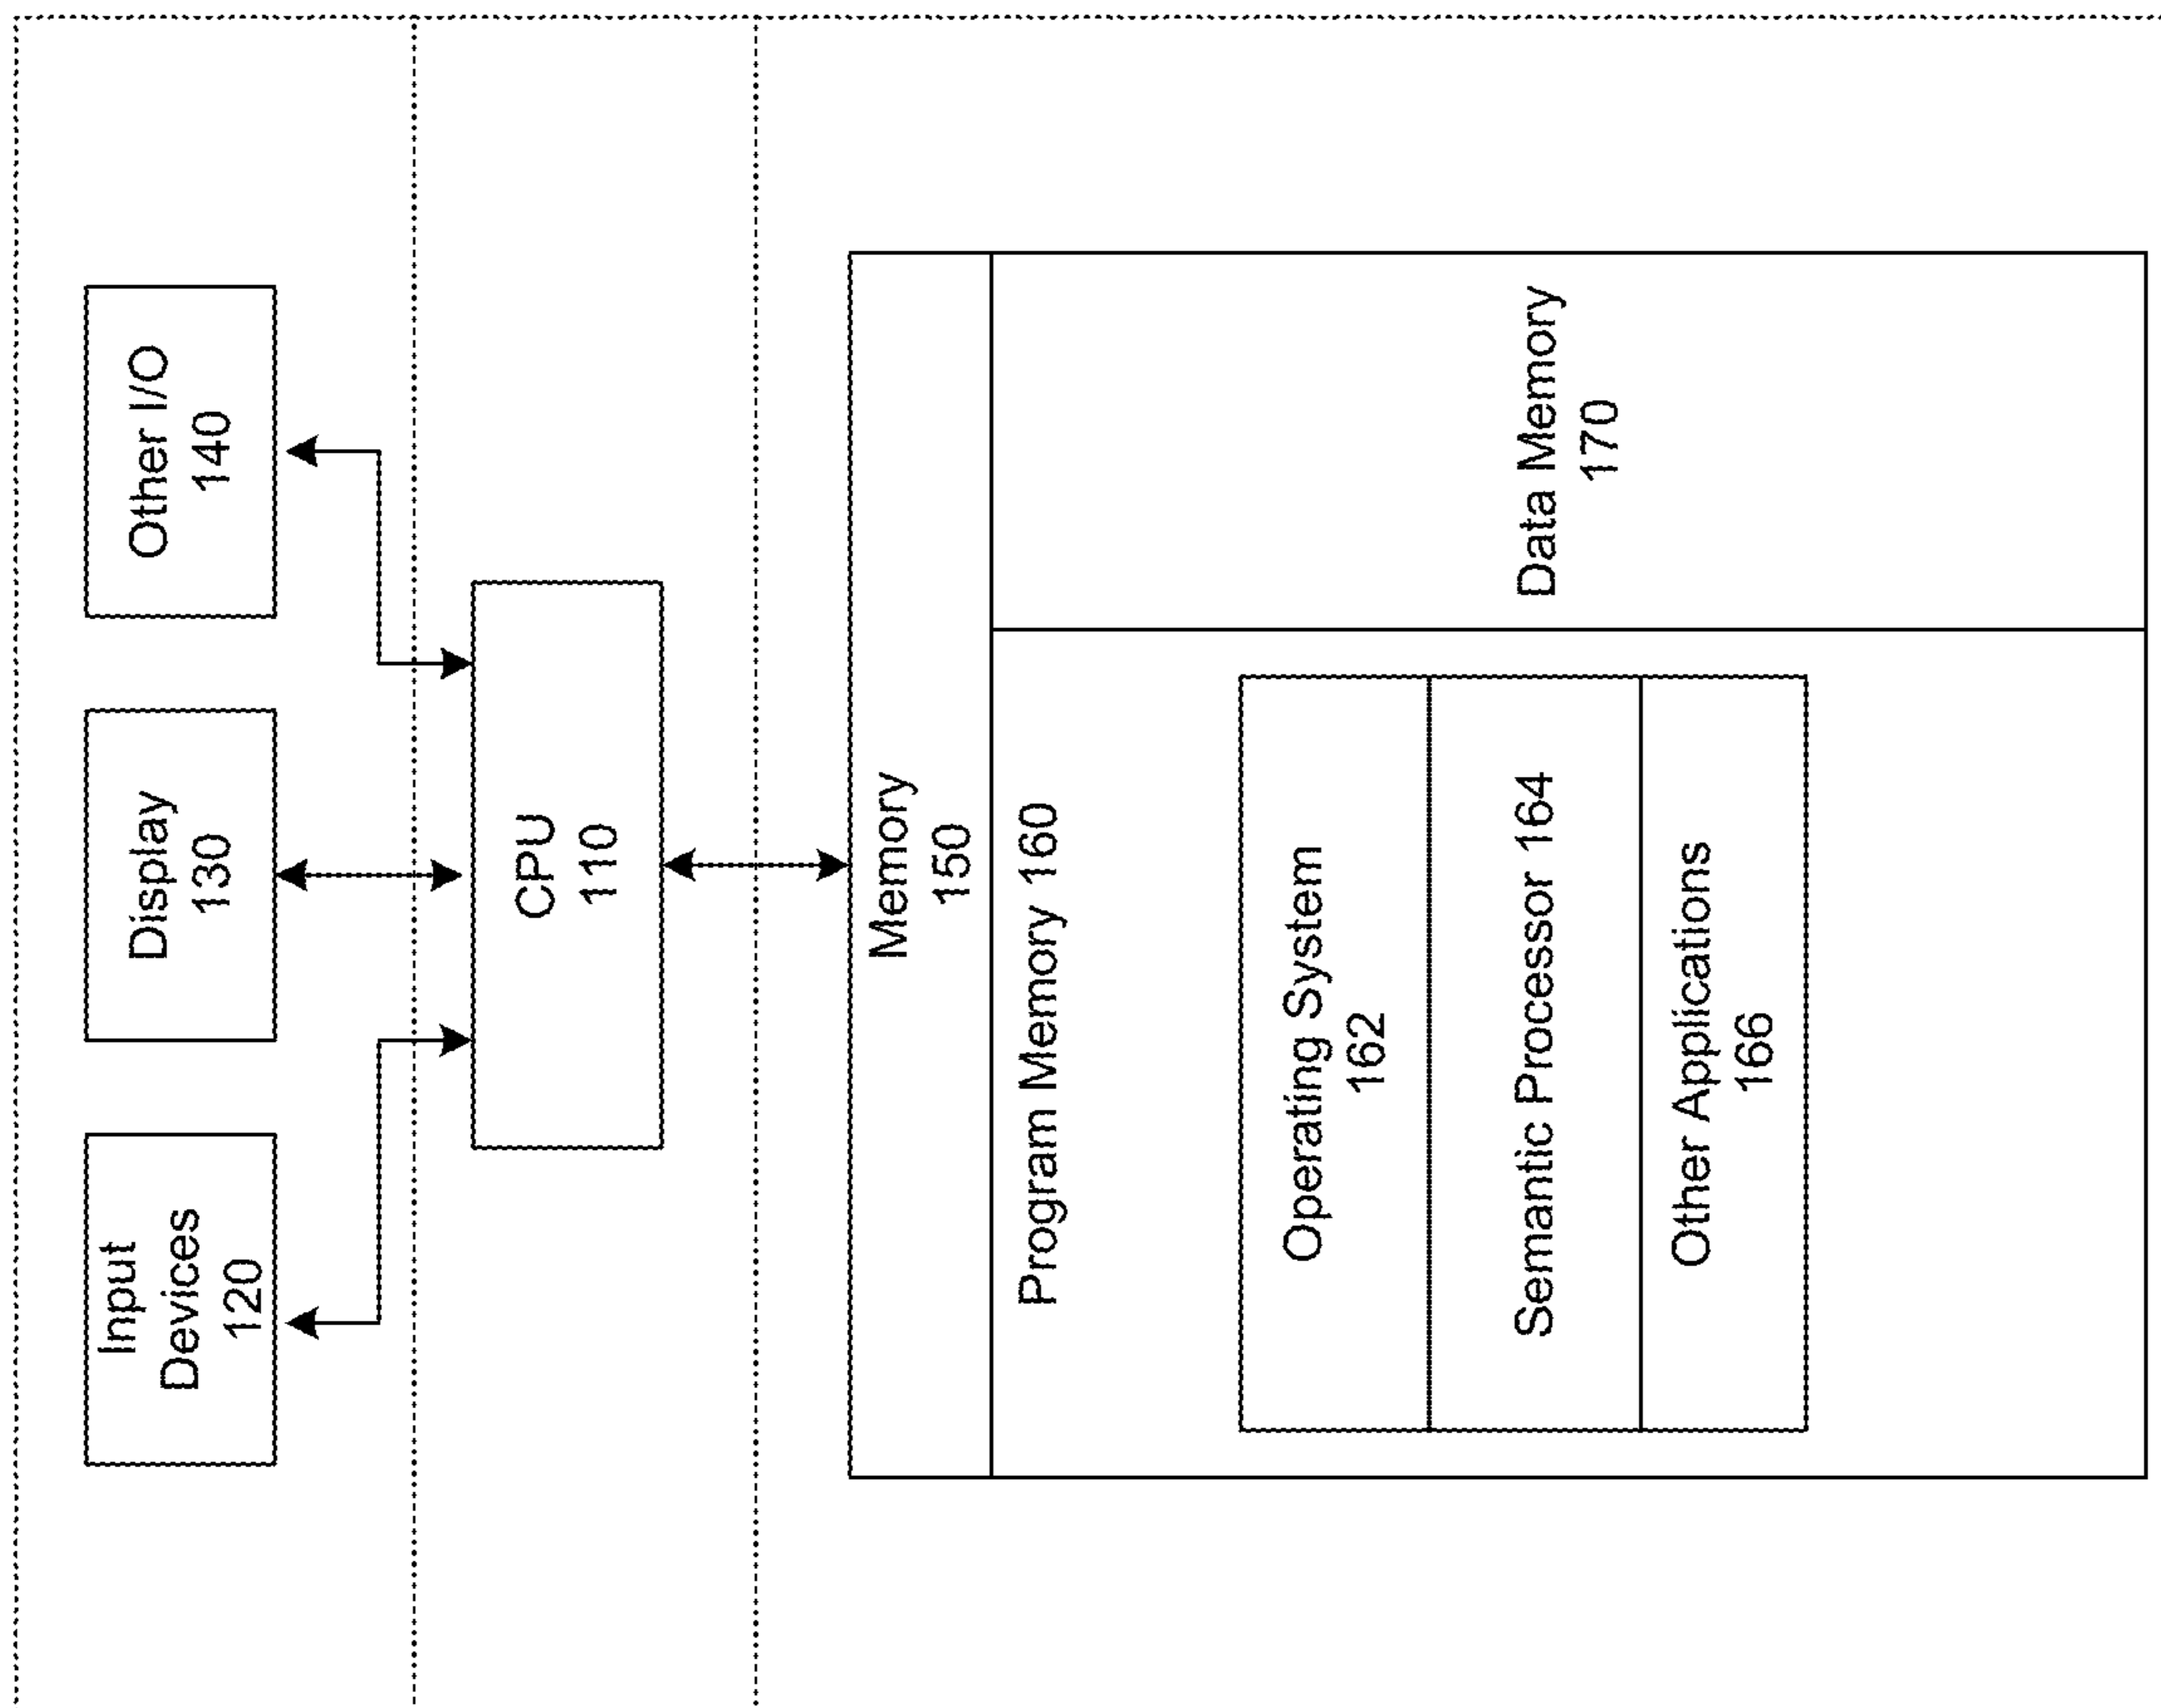 Input
Devices
120
Display
130
Other I/O
140
CPU
110
Memory
150
Program Memory 160
Operating System
162
Semantic Processor 164
Other Applications
166
Data Memory
170